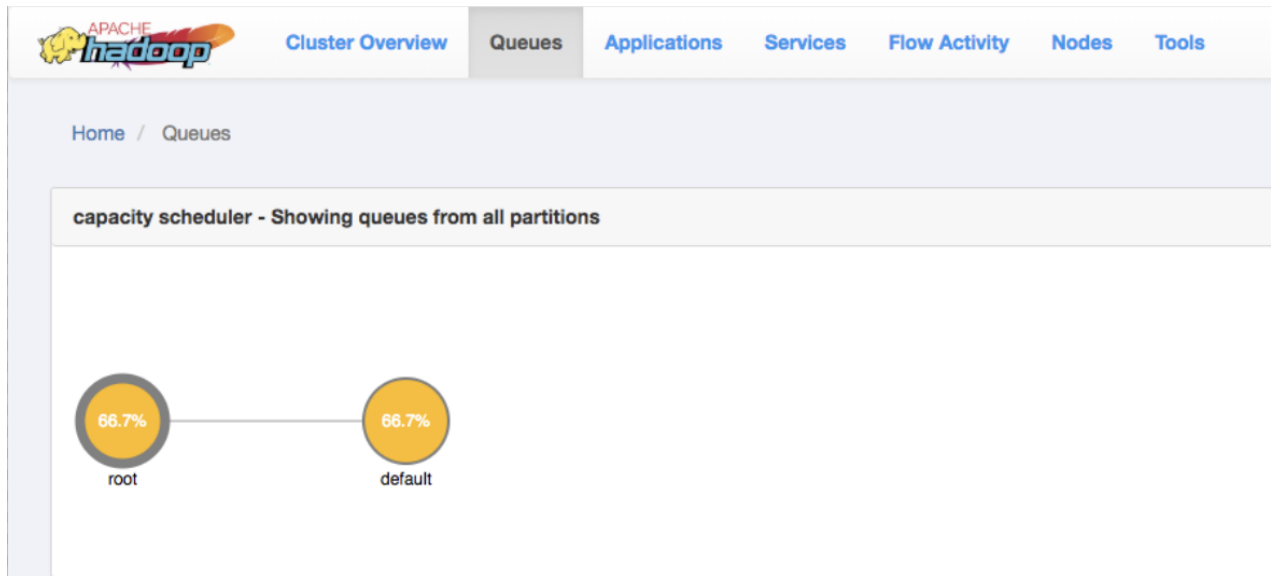 APACHE
hadoop
Cluster Overview Queues Applications Services Flow Activity Nodes Tools
Home / Queues
capacity scheduler - Showing queues from all partitions
66.7% 66.7%
root default